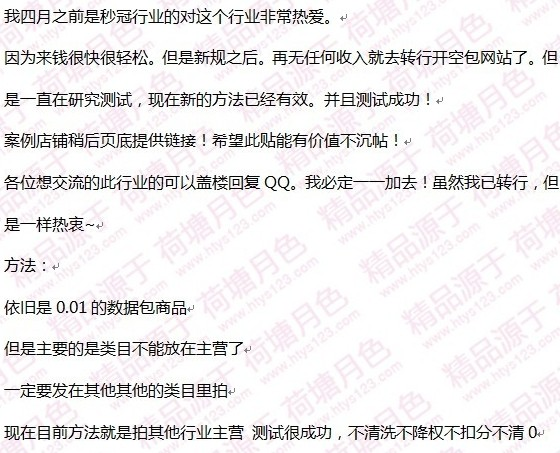 我四月之前是秒冠行业的对这个行业非常热爱。
因为来钱很快很轻松。但是新规之后。再无任何收入就去转行开空包网站了。但
是一直在研究测试，现在新的方法已经有效。并且测试成功！
案例店铺稍后页底提供链接！希望此贴能有价值不沉帖！
各位想交流的此行业的可以盖楼回复 QQ。我必定一一加去！虽然我已转行，但
是一样热衷~
方法：
依旧是 0.01 的数据包商品
但是主要的是类目不能放在主营了
一定要发在其他其他的类目里拍
现在目前方法就是拍其他行业主营 测试很成功，不清洗不降权不扣分不清 0
精品源于 荷塘月色
www.htys123.com